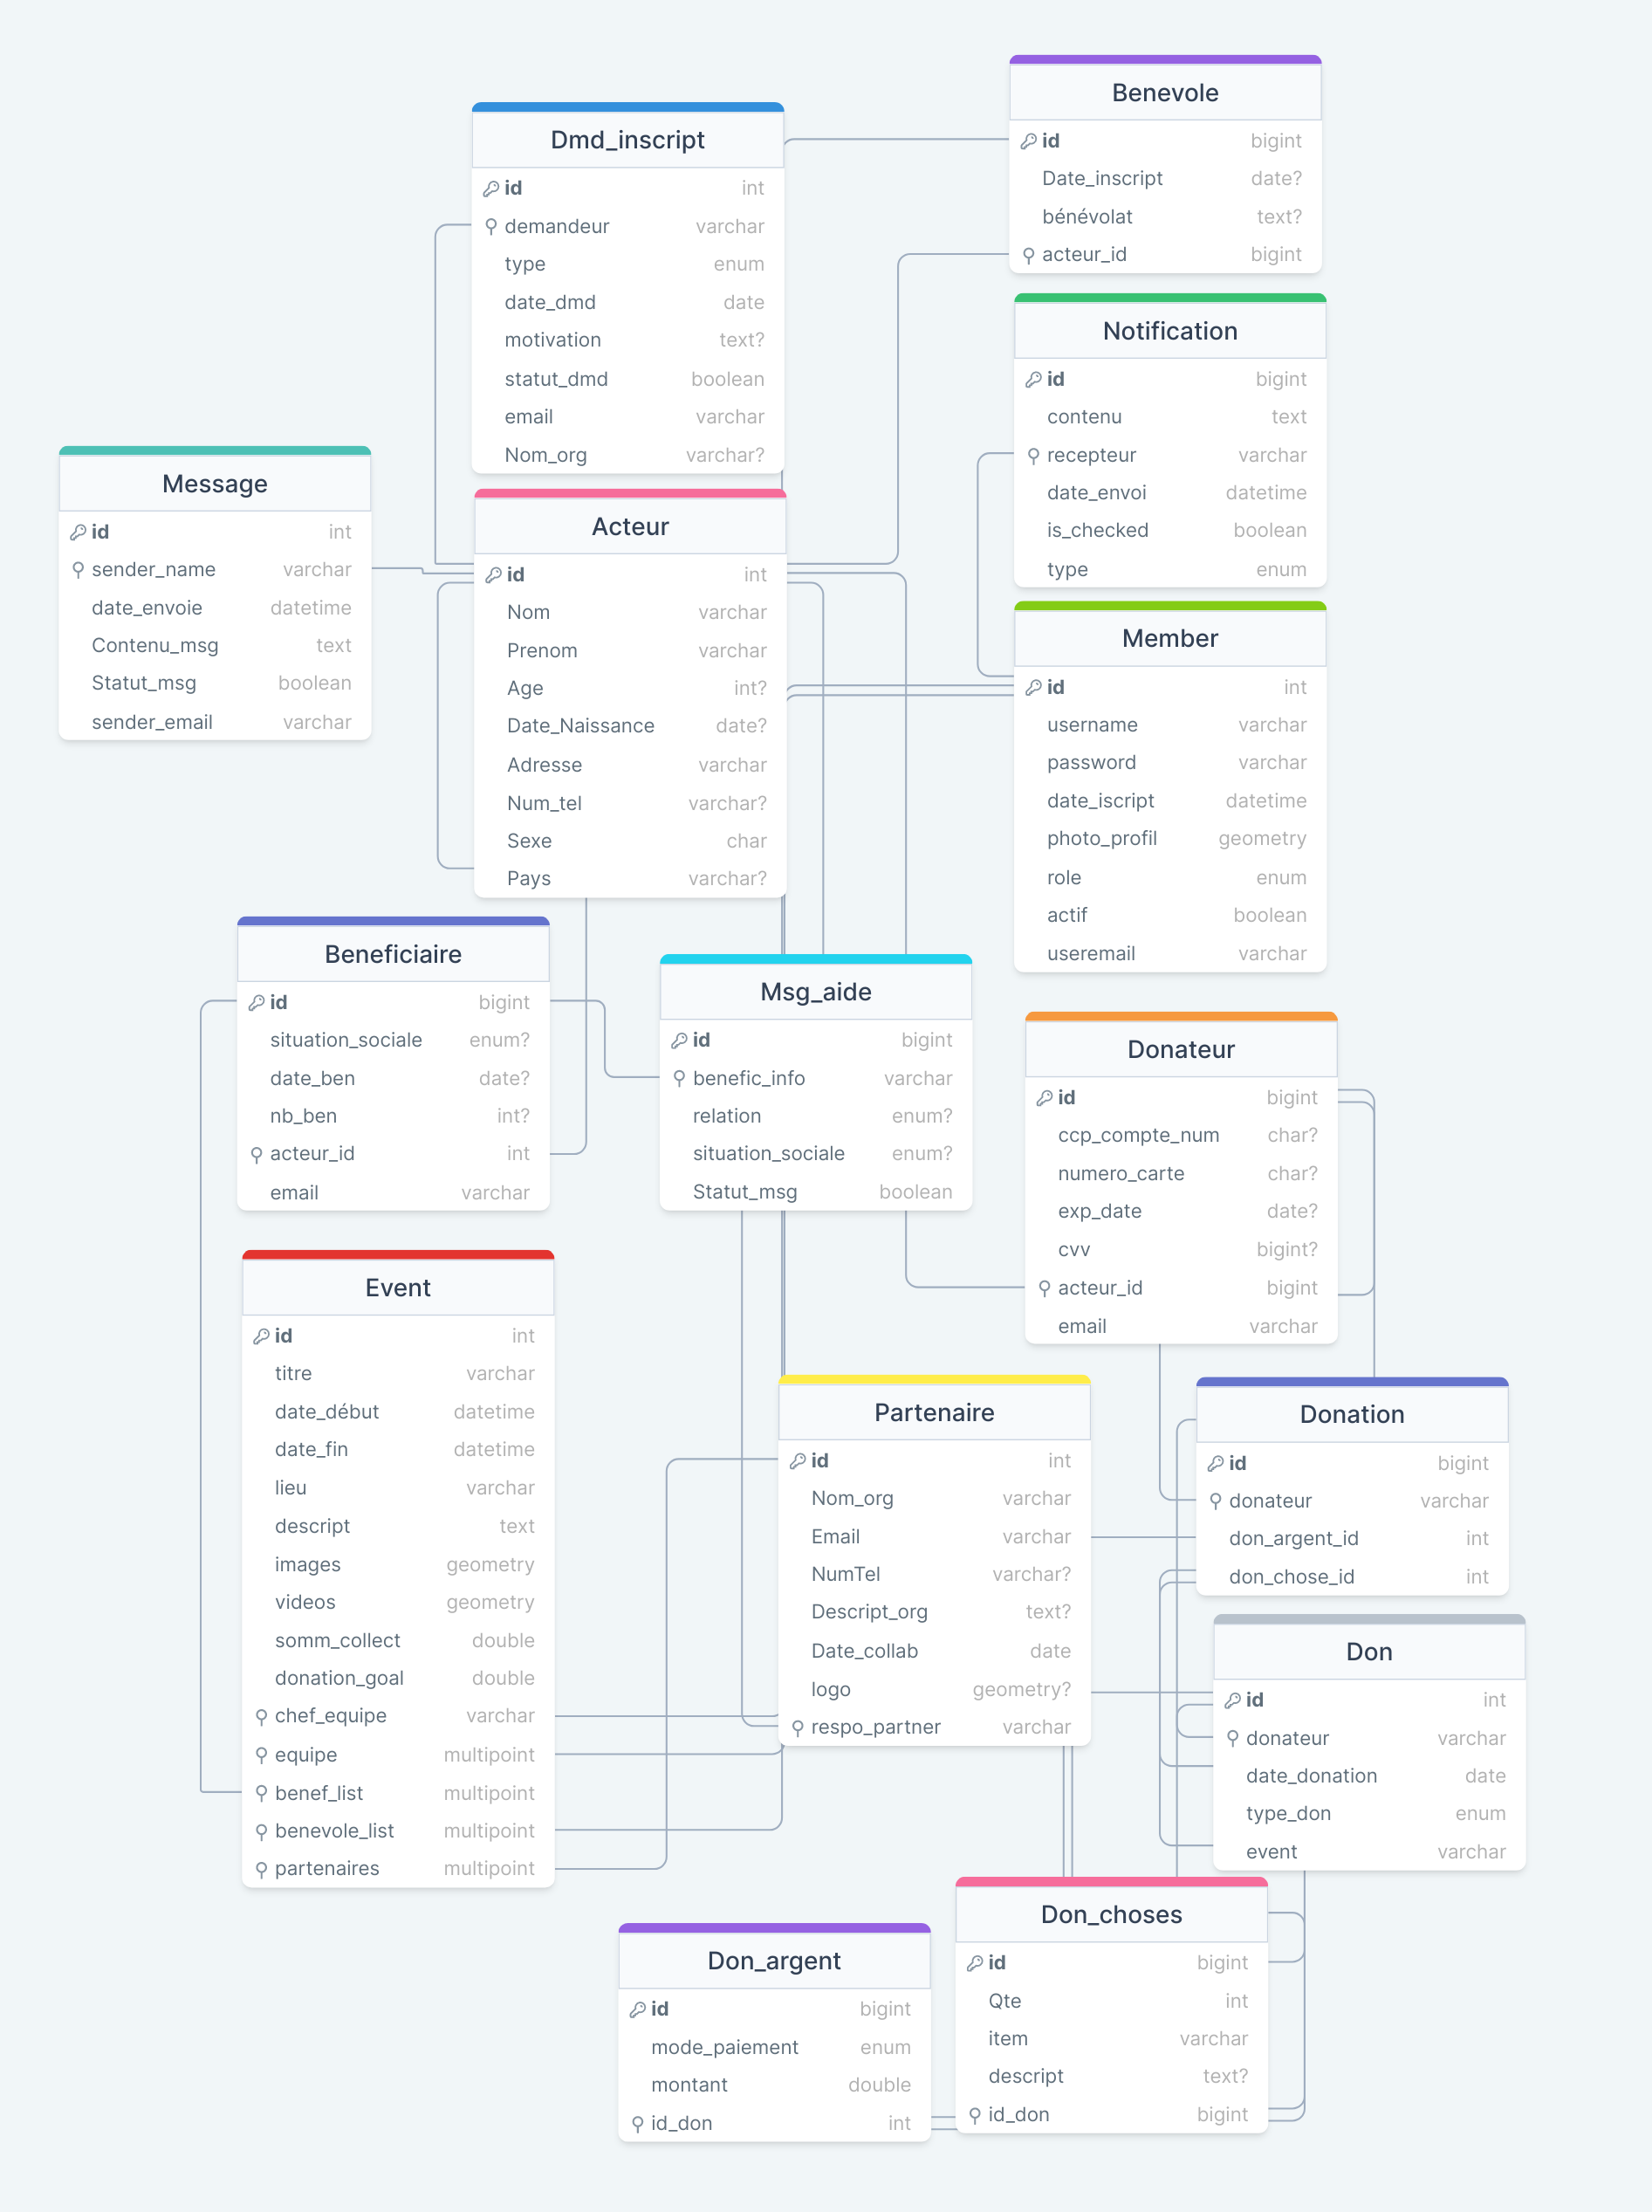 Benevole
id bigint
Date_inscript date?
bénévolat text?
acteur_id bigint
Dmd_inscript
id int
demandeur varchar
type enum
date_dmd date
motivation text?
statut_dmd boolean
email varchar
Nom_org varchar?
Notification
id bigint
contenu text
recepteur varchar
date_envoi datetime
is_checked boolean
type enum
Message
id int
sender_name varchar
date_envoie datetime
Contenu_msg text
Statut_msg boolean
sender_email varchar
Acteur
id int
Nom varchar
Prenom varchar
Age int?
Date_Naissance date?
Adresse varchar
Num_tel varchar?
Sexe char
Pays varchar?
Member
id int
username varchar
password varchar
date_iscript datetime
photo_profil geometry
role enum
actif boolean
useremail varchar
Beneficiaire
id bigint
situation_sociale enum?
date_ben date?
nb_ben int?
acteur_id int
email varchar
Msg_aide
id bigint
benefic_info varchar
relation enum?
situation_sociale enum?
Statut_msg boolean
Donateur
id bigint
ccp_compte_num char?
numero_carte char?
exp_date date?
cvv bigint?
acteur_id bigint
email varchar
Event
id int
titre varchar
date_début datetime
date_fin datetime
lieu varchar
descript text
images geometry
videos geometry
somm_collect double
donation_goal double
chef_equipe varchar
equipe multipoint
benef_list multipoint
benevole_list multipoint
partenaires multipoint
Partenaire
id int
Nom_org varchar
Email varchar
NumTel varchar?
Descript_org text?
Date_collab date
logo geometry?
respo_partner varchar
Donation
id bigint
donateur varchar
don_argent_id int
don_chose_id int
Don
id int
donateur varchar
date_donation date
type_don enum
event varchar
Don_choses
id bigint
Qte int
item varchar
descript text?
id_don bigint
Don_argent
id bigint
mode_paiement enum
montant double
id_don int